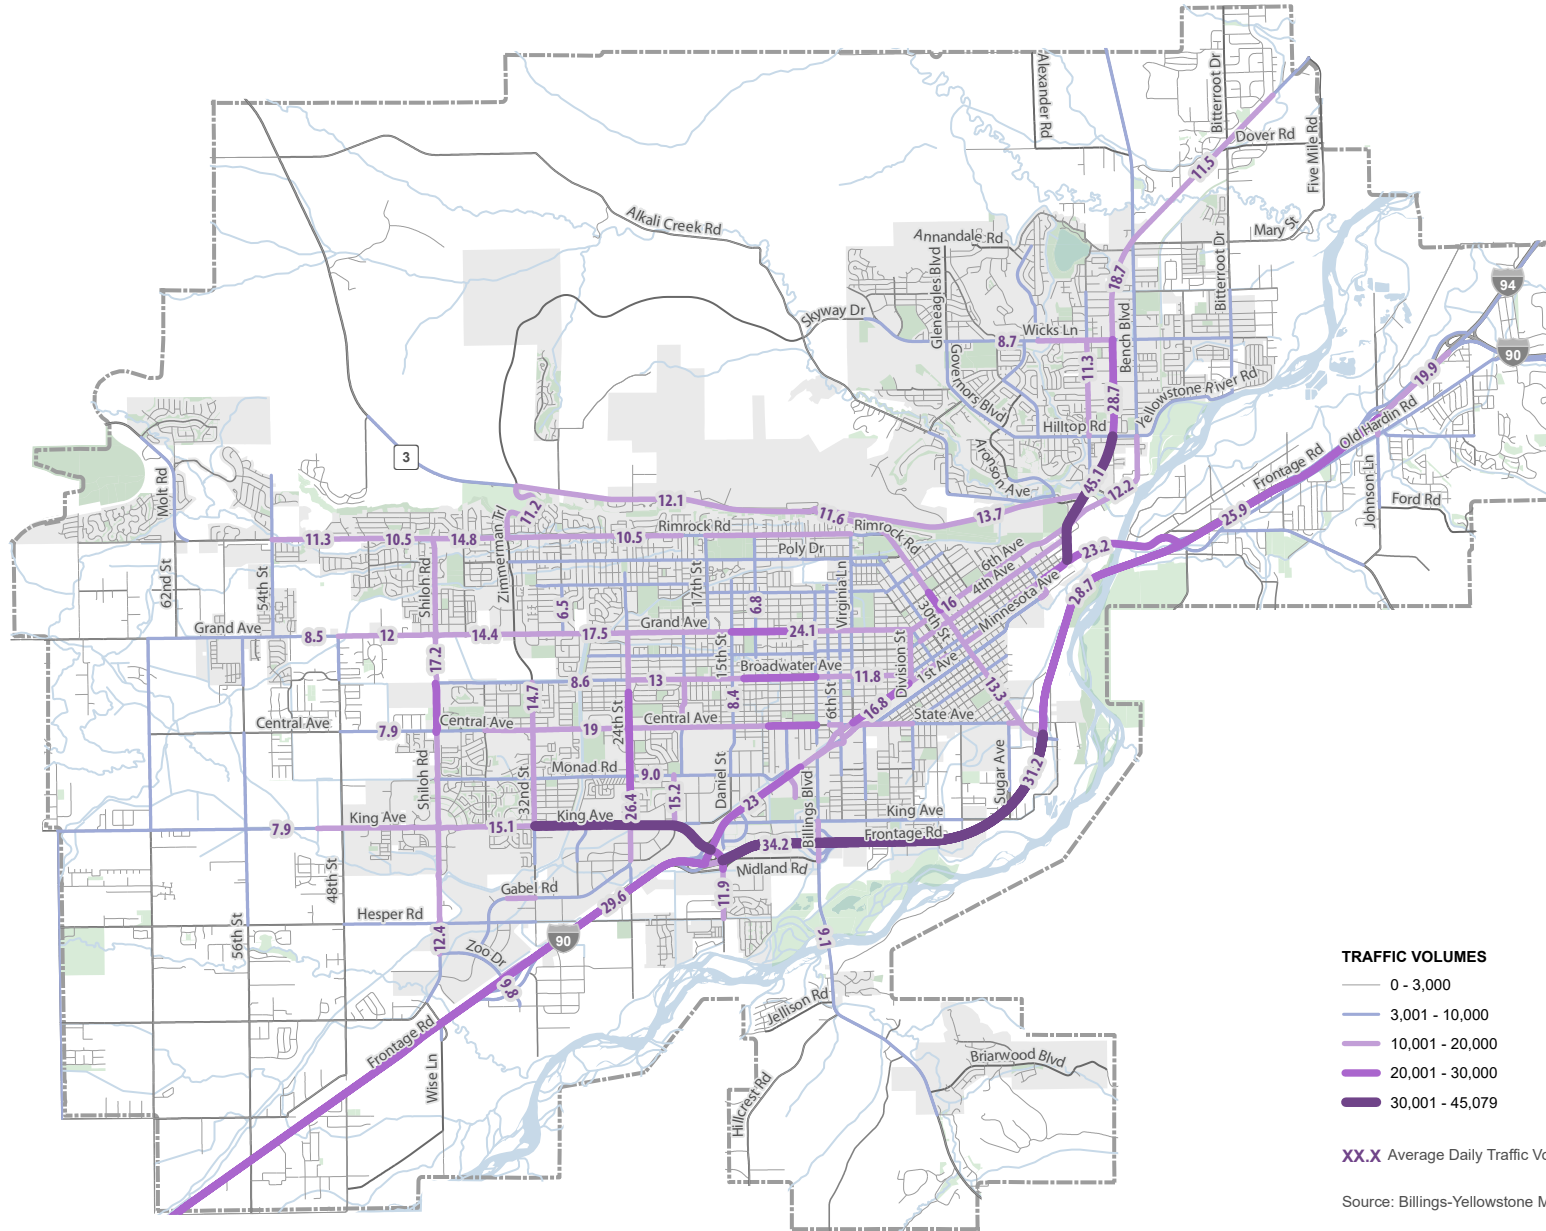 Alexander Rd
Bitterroot Dr
Dover Rd
Five Mile Rd
11.5
Alkali Creek Rd
Annandale Rd
Mary St
Gleneagles Blvd
Bitterroot Dr
18.7
94
Skyway Dr
Wicks Ln
8.7
Bench Blvd
11.3
90
19.9
Governors Blvd
28.7
Yellowstone River Rd
Old Hardin Rd
Hilltop Rd
3
Aronson Ave
45.1
12.2
Frontage Rd
Johnson Ln
Ford Rd
Molt Rd
Zimmerman Trl
11.2
12.1
11.6
13.7
25.9
Rimrock Rd
Rimrock Rd
11.3
10.5
14.8
10.5
Poly Dr
6th Ave
4th Ave
23.2
62nd St
54th St
Shiloh Rd
17th St
Virginia Ln
Minnesota Ave
28.7
6.5
6.8
16
30th St
Grand Ave
8.5
12
14.4
17.5
Grand Ave
24.1
Division St
1st Ave
17.2
15th St
Broadwater Ave
8.6
13
11.8
14.7
8.4
6th St
16.8
13.3
Central Ave
7.9
Central Ave
19
24th St
Central Ave
State Ave
Shiloh Rd
32nd St
Monad Rd
9.0
Daniel St
15.2
26.4
23
Billings Blvd
Sugar Ave
31.2
King Ave
7.9
King Ave
15.1
King Ave
34.2
Frontage Rd
Midland Rd
48th St
Gabel Rd
29.6
11.9
Hesper Rd
56th St
12.4
90
9.1
Zoo Dr
9.8
Jellison Rd
Frontage Rd
Wise Ln
Briarwood Blvd
Hillcrest Rd
TRAFFIC VOLUMES
0 - 3,000
3,001 - 10,000
10,001 - 20,000
20,001 - 30,000
30,001 - 45,079
XX.X Average Daily Traffic Vo
Source: Billings-Yellowstone M